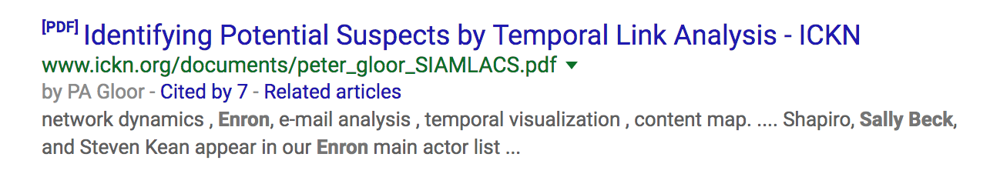 [PDF] Identifying Potential Suspects by Temporal Link Analysis - ICKN
www.ickn.org/documents/peter_gloor_SIAMLACS.pdf
by PA Gloor - Cited by 7 - Related articles
network dynamics , Enron, e-mail analysis , temporal visualization , content map. .... Shapiro, Sally Beck,
and Steven Kean appear in our Enron main actor list ...